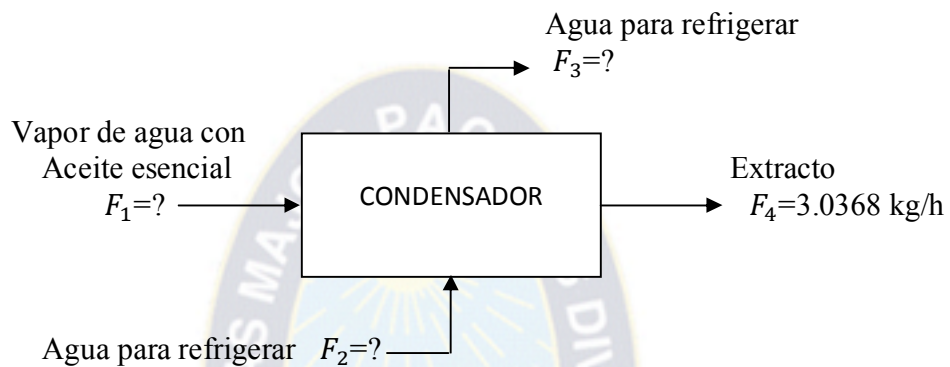 Agua para refrigerar
F₃=?
Vapor de agua con
Aceite esencial
F₁=?
CONDENSADOR
Extracto
F₄=3.0368 kg/h
Agua para refrigerar F₂=?